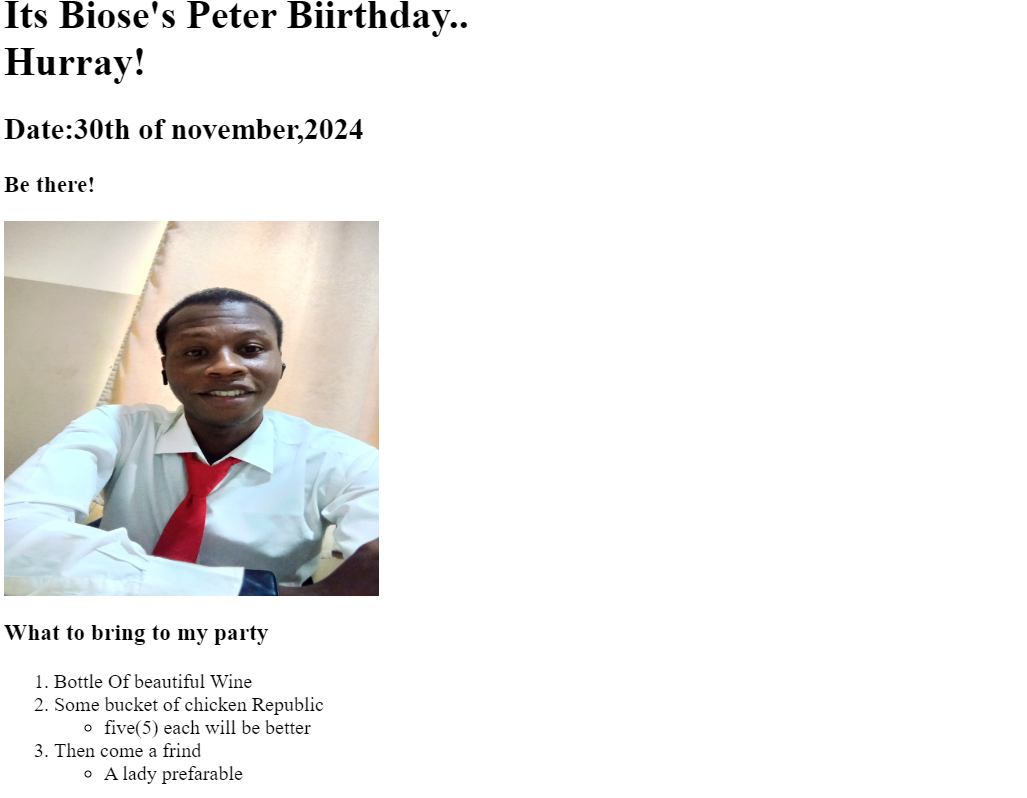 Its Biose's Peter Biirthday..
Hurray!
Date:30th of november,2024
Be there!
What to bring to my party
1. Bottle Of beautiful Wine
2. Some bucket of chicken Republic
○ five(5) each will be better
3. Then come a frind
○ A lady prefarable